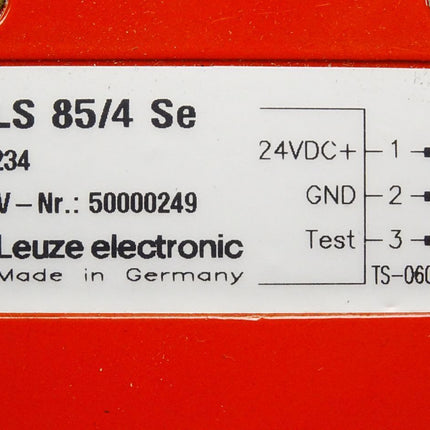 LS 85/4 Se
234
V-Nr.: 50000249
Leuze electronic
Made in Germany
24VDC+ 1
GND 2
Test 3
TS-060